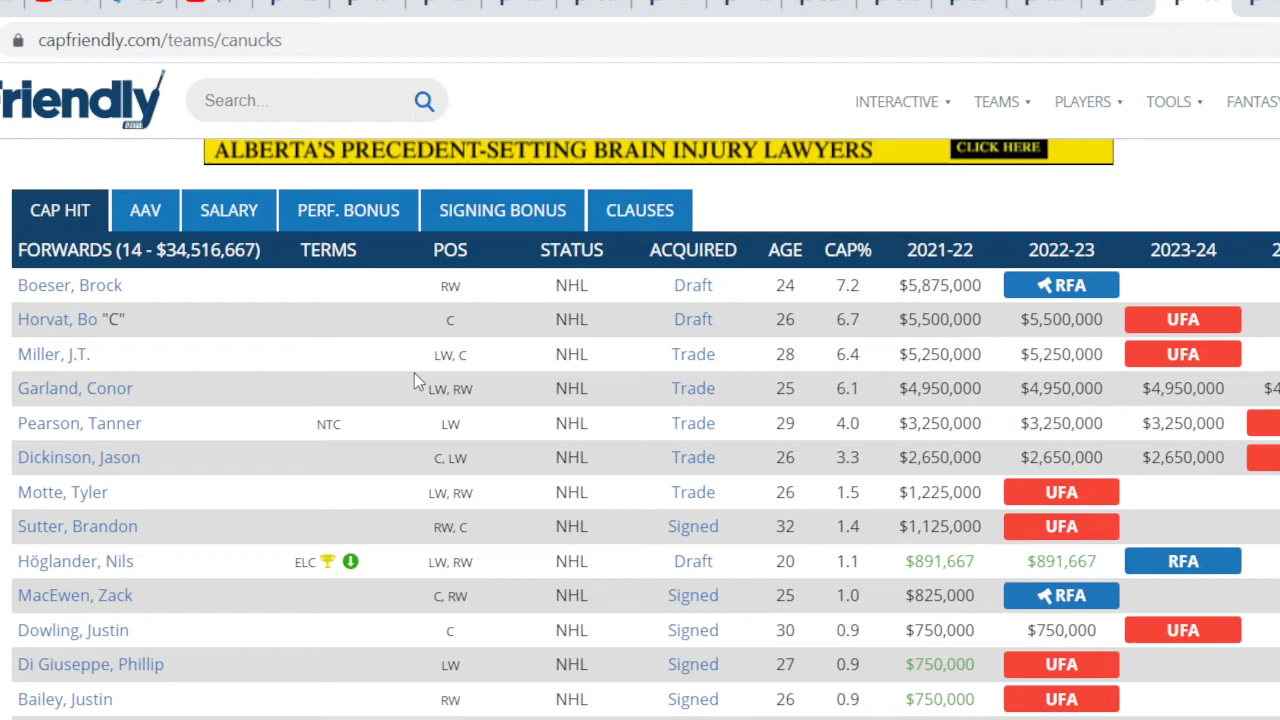 capfriendly.com/teams/canucks
friendly
Search...
INTERACTIVE TEAMS PLAYERS TOOLS FANTASY
ALBERTA'S PRECEDENT-SETTING BRAIN INJURY LAWYERS CLICK HERE
CAP HIT AAV SALARY PERF. BONUS SIGNING BONUS CLAUSES
FORWARDS (14 - $34,516,667) TERMS POS STATUS ACQUIRED AGE CAP% 2021-22 2022-23 2023-24 2
Boeser, Brock RW NHL Draft 24 7.2 $5,875,000 RFA
Horvat, Bo "C" C NHL Draft 26 6.7 $5,500,000 $5,500,000 UFA
Miller, J.T. LW, C NHL Trade 28 6.4 $5,250,000 $5,250,000 UFA
Garland, Conor LW, RW NHL Trade 25 6.1 $4,950,000 $4,950,000 $4,950,000 $4
Pearson, Tanner NTC LW NHL Trade 29 4.0 $3,250,000 $3,250,000 $3,250,000
Dickinson, Jason C, LW NHL Trade 26 3.3 $2,650,000 $2,650,000 $2,650,000
Motte, Tyler LW, RW NHL Trade 26 1.5 $1,225,000 UFA
Sutter, Brandon RW, C NHL Signed 32 1.4 $1,125,000 UFA
Höglander, Nils ELC LW, RW NHL Draft 20 1.1 $891,667 $891,667 RFA
MacEwen, Zack C, RW NHL Signed 25 1.0 $825,000 RFA
Dowling, Justin C NHL Signed 30 0.9 $750,000 $750,000 UFA
Di Giuseppe, Phillip LW NHL Signed 27 0.9 $750,000 UFA
Bailey, Justin RW NHL Signed 26 0.9 $750,000 UFA